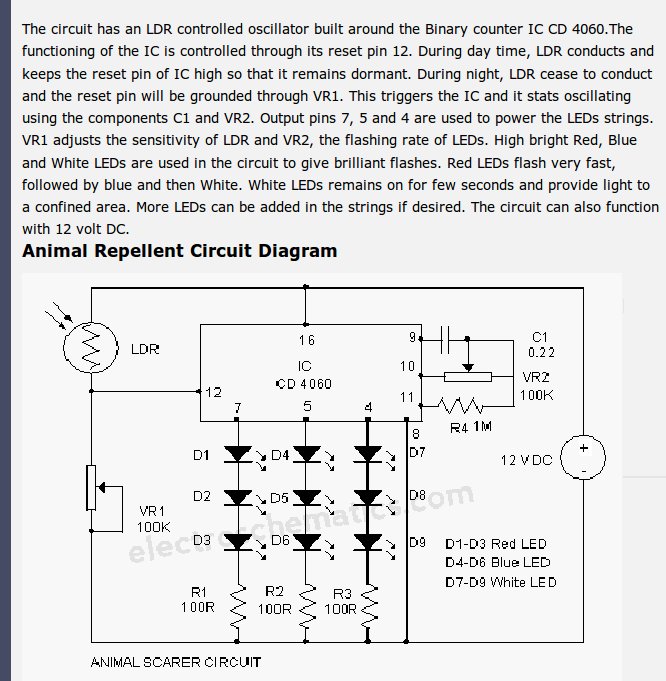 The circuit has an LDR controlled oscillator built around the Binary counter IC CD 4060.The
functioning of the IC is controlled through its reset pin 12. During day time, LDR conducts and
keeps the reset pin of IC high so that it remains dormant. During night, LDR cease to conduct
and the reset pin will be grounded through VR1. This triggers the IC and it stats oscillating
using the components C1 and VR2. Output pins 7, 5 and 4 are used to power the LEDs strings.
VR1 adjusts the sensitivity of LDR and VR2, the flashing rate of LEDs. High bright Red, Blue
and White LEDs are used in the circuit to give brilliant flashes. Red LEDs flash very fast,
followed by blue and then White. White LEDs remains on for few seconds and provide light to
a confined area. More LEDs can be added in the strings if desired. The circuit can also function
with 12 volt DC.
Animal Repellent Circuit Diagram
16
9
C1
0.22
LDR
IC
CD 4060
10
VR2
100K
12
11
7
5
4
8
R4 1M
D1
D4
D7
12 VDC
+
-
D2
D5
D8
VR1
100K
electroschematics.com
D3
D6
D9
D1-D3 Red LED
D4-D6 Blue LED
D7-D9 White LED
R1
100R
R2
100R
R3
100R
ANIMAL SCARER CIRCUIT